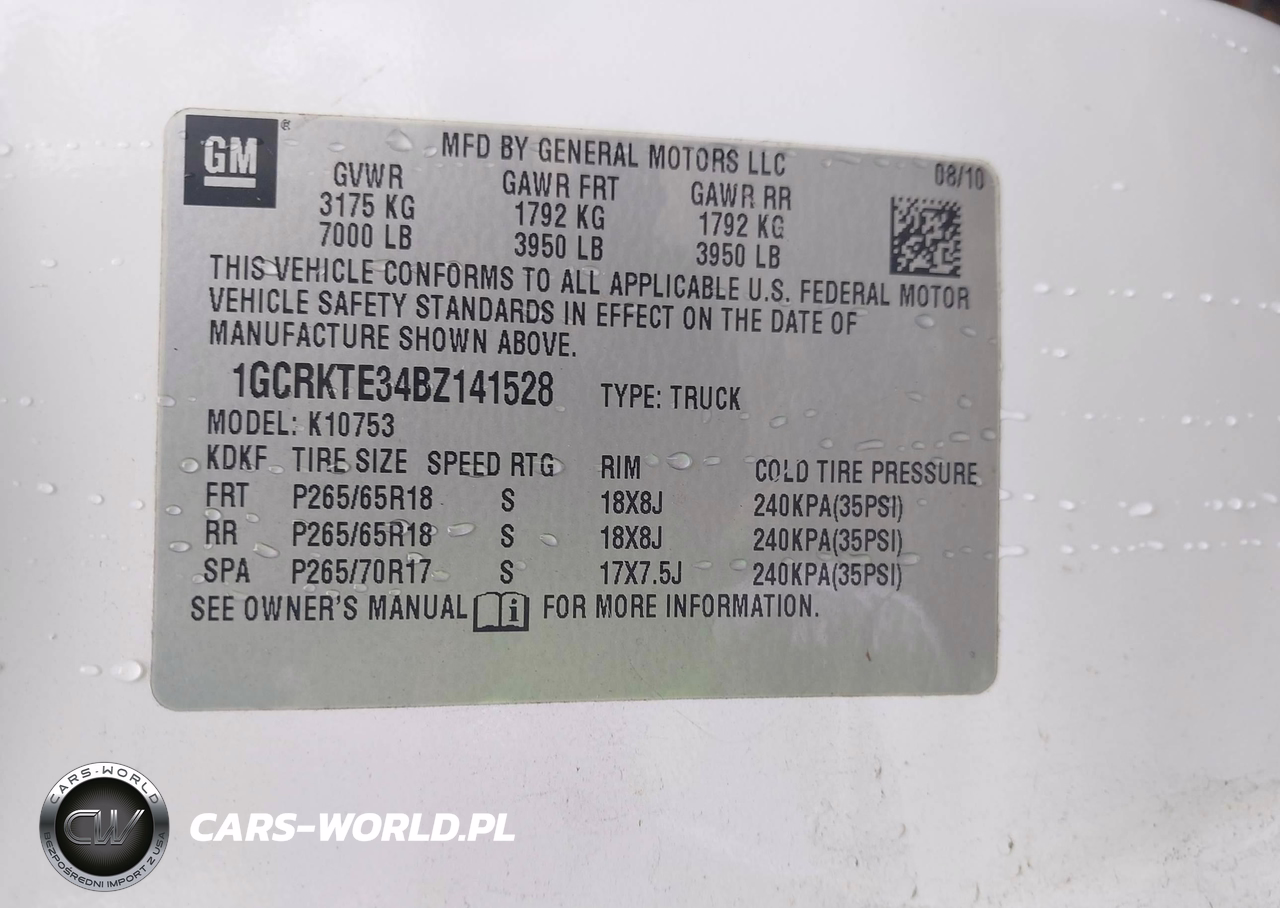 GM ®
MFD BY GENERAL MOTORS LLC
08/10
GVWR GAWR FRT GAWR RR
3175 KG 1792 KG 1792 KG
7000 LB 3950 LB 3950 LB
THIS VEHICLE CONFORMS TO ALL APPLICABLE U.S. FEDERAL MOTOR
VEHICLE SAFETY STANDARDS IN EFFECT ON THE DATE OF
MANUFACTURE SHOWN ABOVE.
1GCRKTE34BZ141528 TYPE: TRUCK
MODEL: K10753
KDKF TIRE SIZE SPEED RTG RIM COLD TIRE PRESSURE
FRT P265/65R18 S 18X8J 240KPA(35PSI)
RR P265/65R18 S 18X8J 240KPA(35PSI)
SPA P265/70R17 S 17X7.5J 240KPA(35PSI)
SEE OWNER'S MANUAL i FOR MORE INFORMATION.
CARS-WORLD
CW
BEZPOŚREDNI IMPORT Z USA
CARS-WORLD.PL